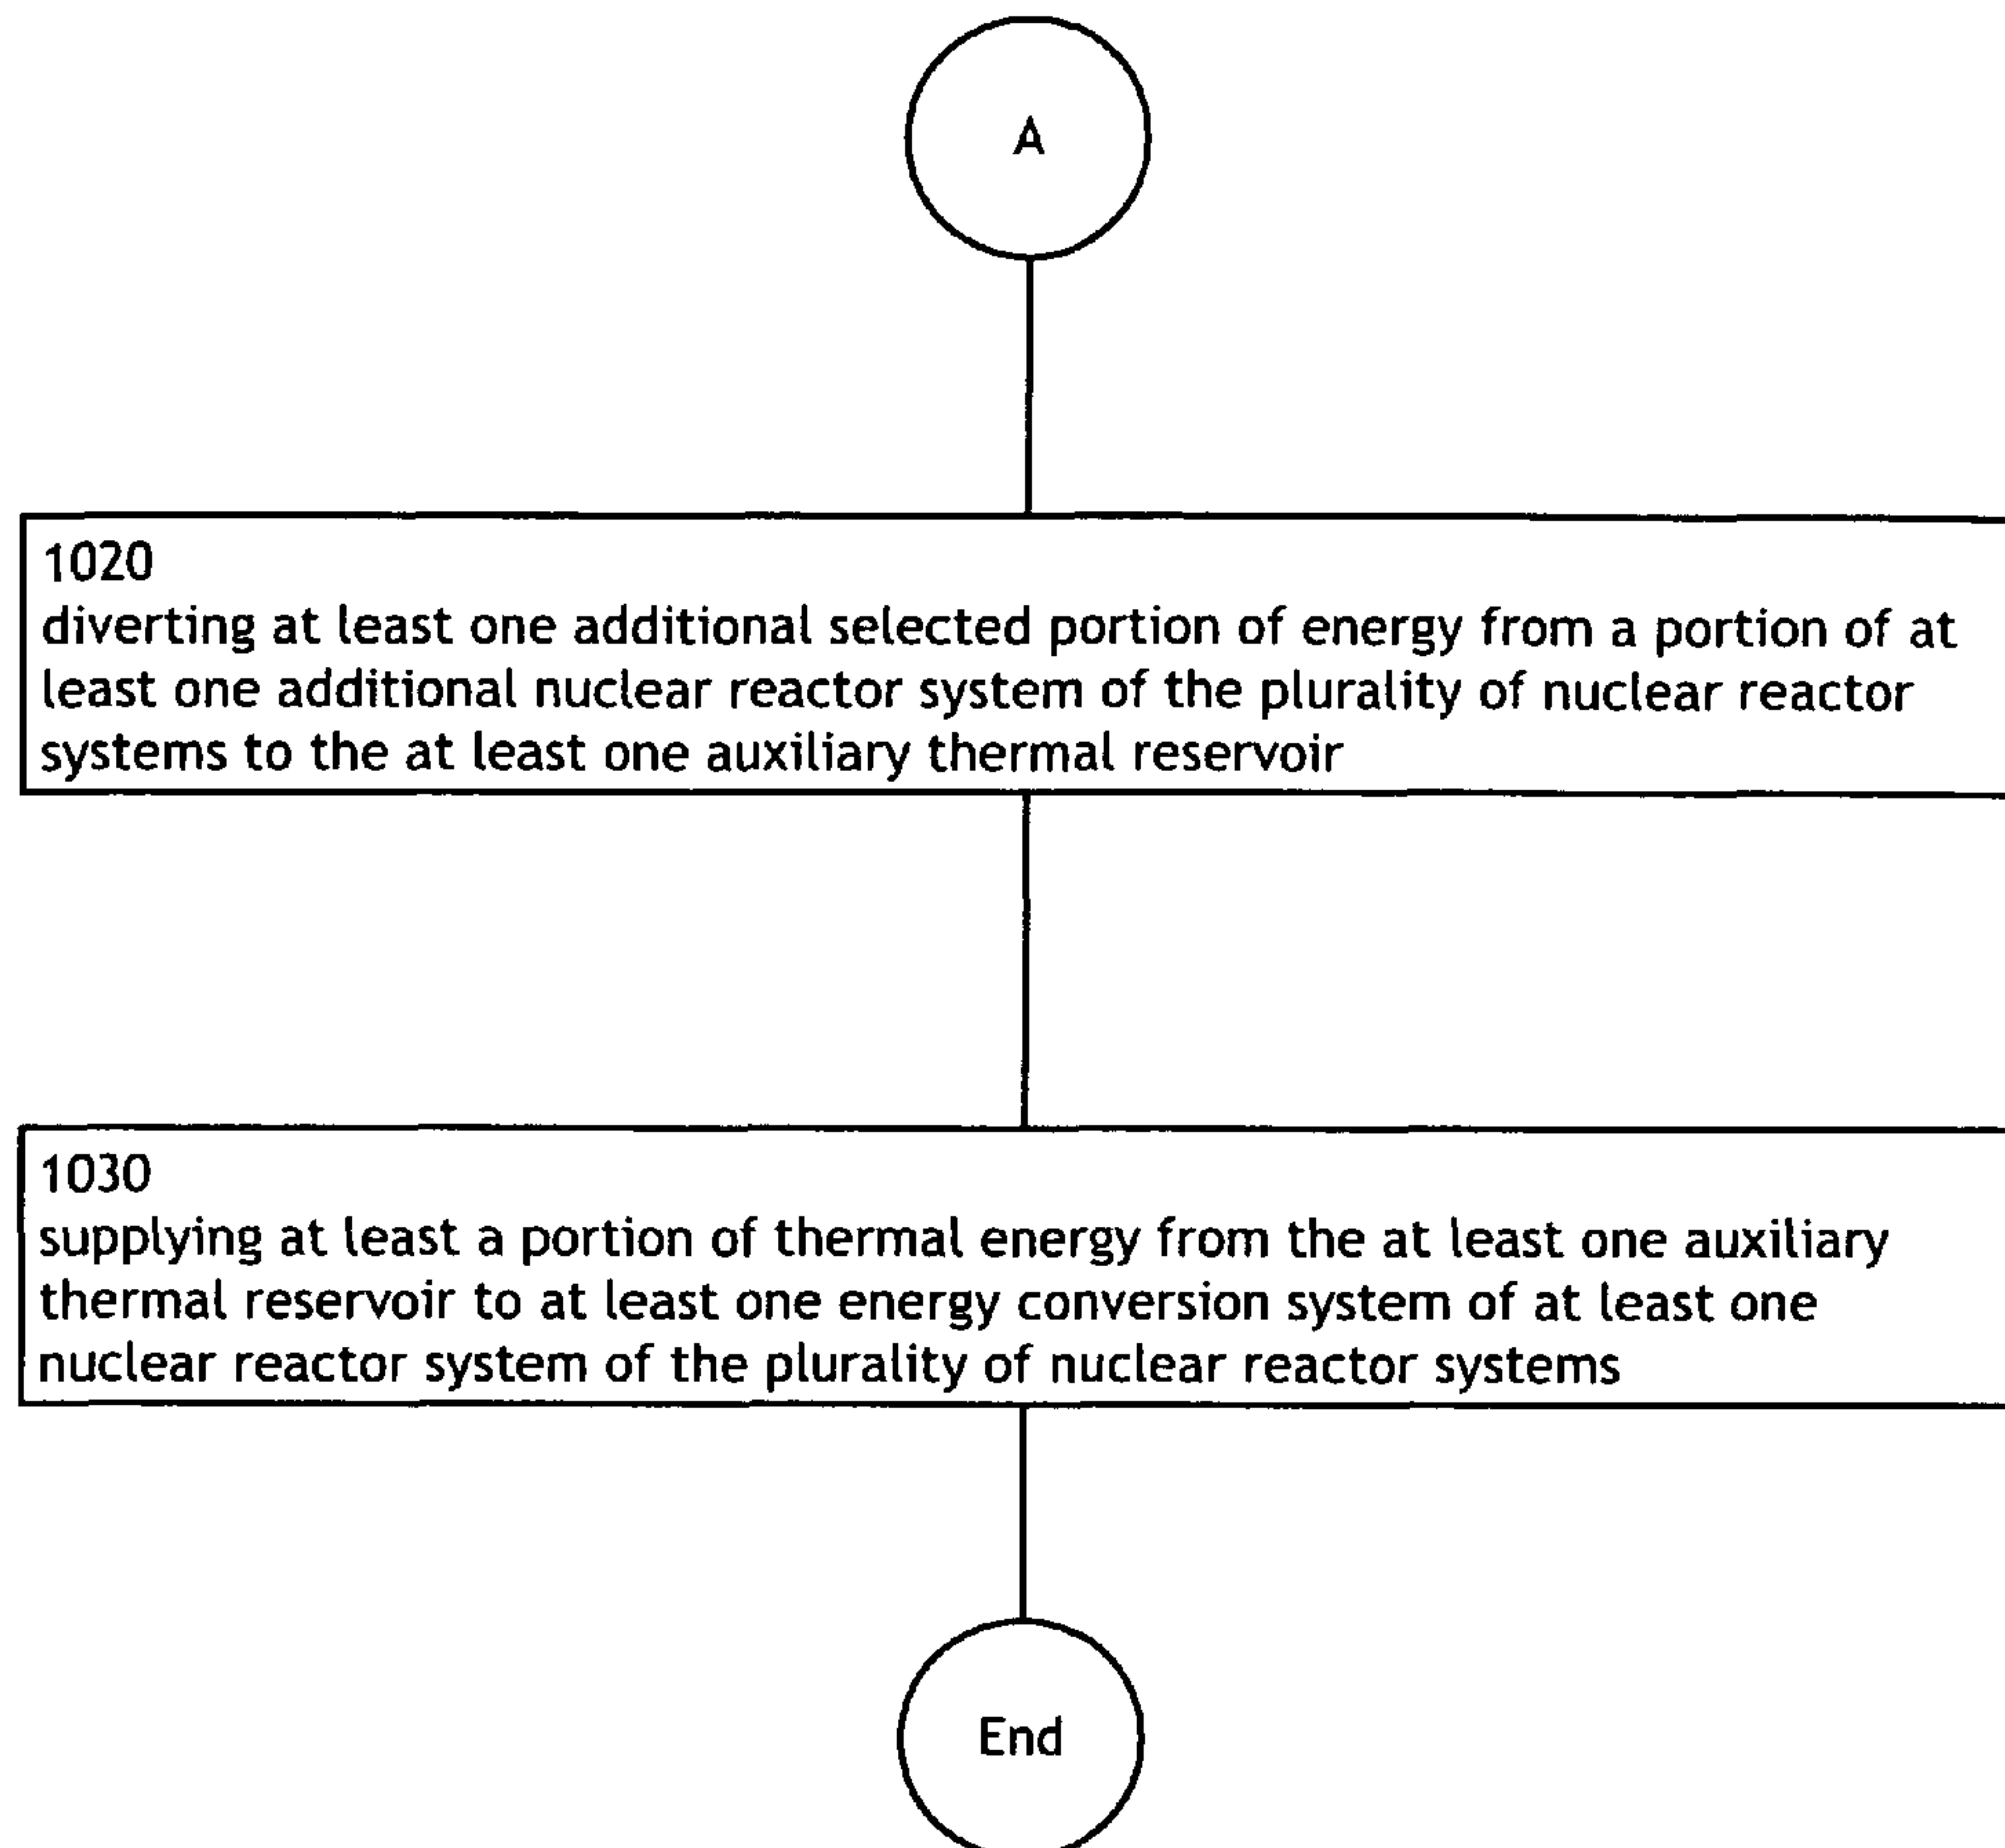 A
1020
diverting at least one additional selected portion of energy from a portion of at
least one additional nuclear reactor system of the plurality of nuclear reactor
systems to the at least one auxiliary thermal reservoir
1030
supplying at least a portion of thermal energy from the at least one auxiliary
thermal reservoir to at least one energy conversion system of at least one
nuclear reactor system of the plurality of nuclear reactor systems
End